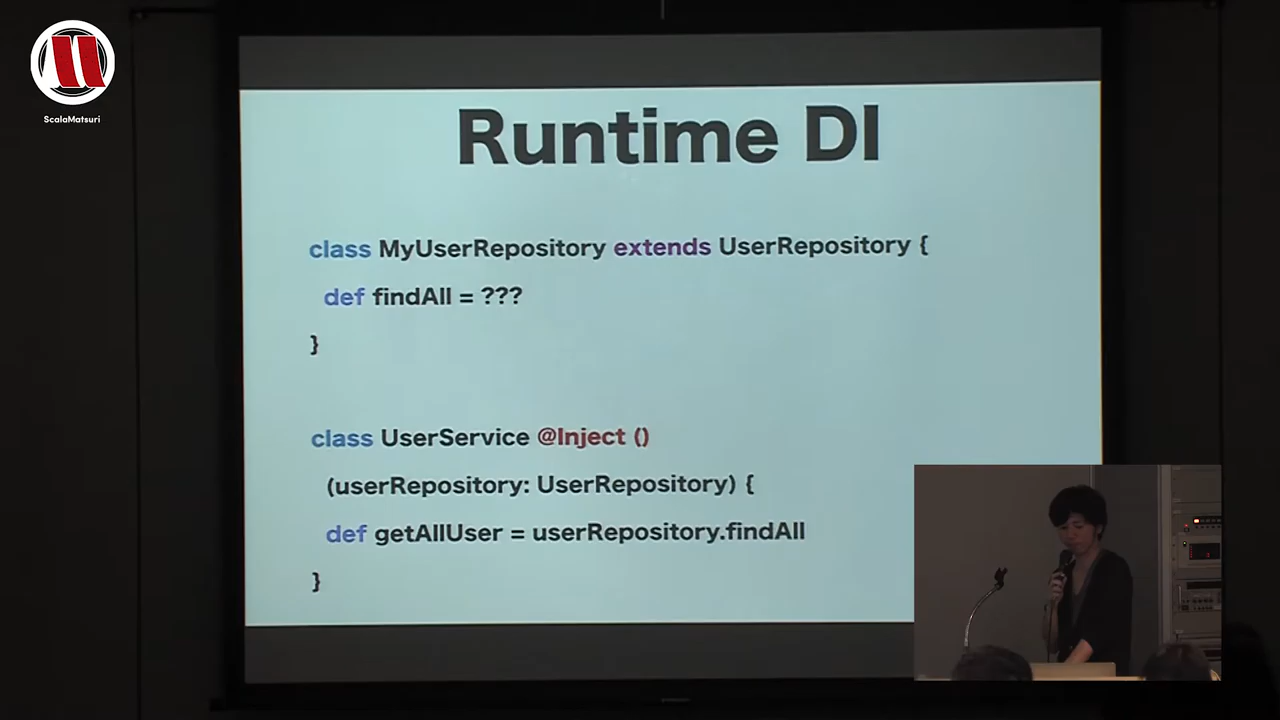 ScalaMatsuri
Runtime DI
class MyUserRepository extends UserRepository {
def findAll = ???
}
class UserService @Inject ()
(userRepository: UserRepository) {
def getAllUser = userRepository.findAll
}